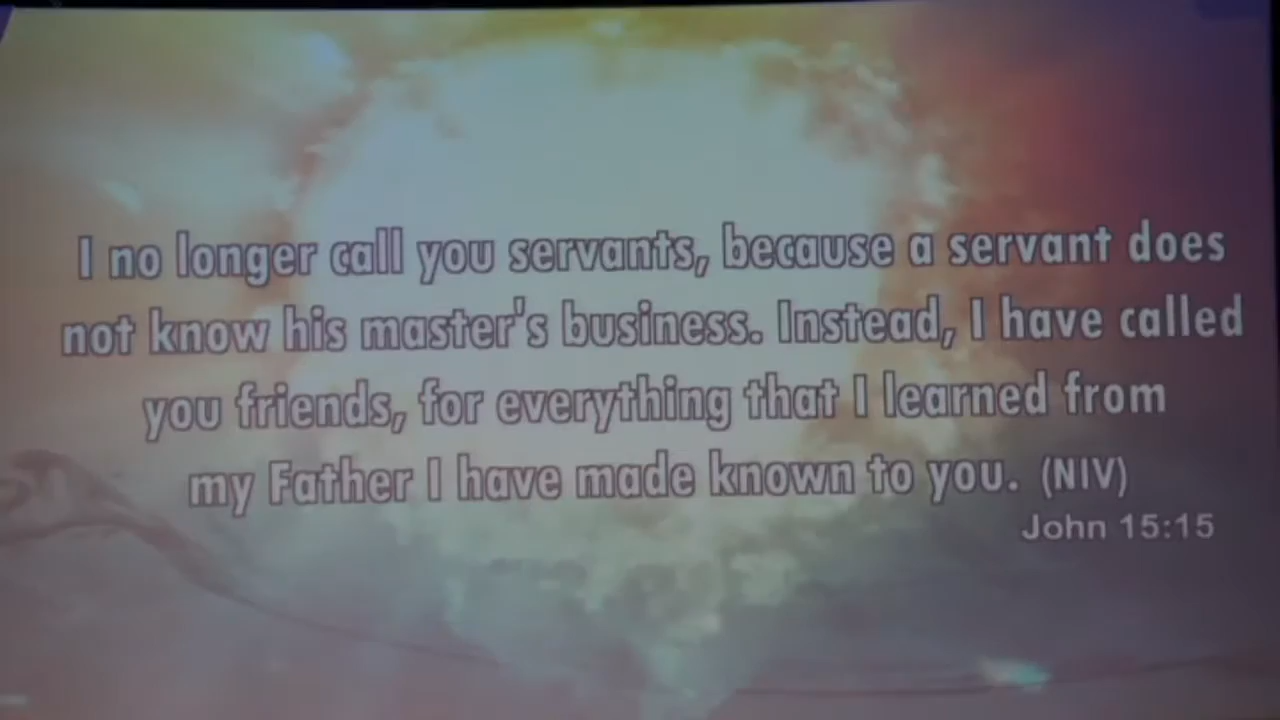 I no longer call you servants, because a servant does
not know his master's business. Instead, I have called
you friends, for everything that I learned from
my Father I have made known to you. (NIV)
John 15:15